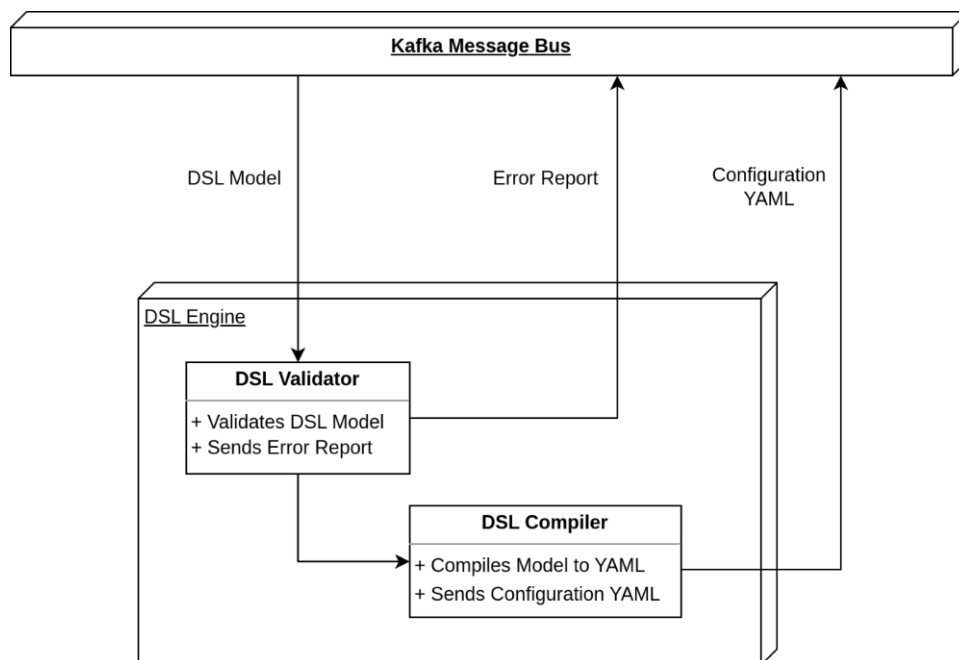 Kafka Message Bus
DSL Model
Error Report
Configuration
YAML
DSL Engine
DSL Validator
+ Validates DSL Model
+ Sends Error Report
DSL Compiler
+ Compiles Model to YAML
+ Sends Configuration YAML